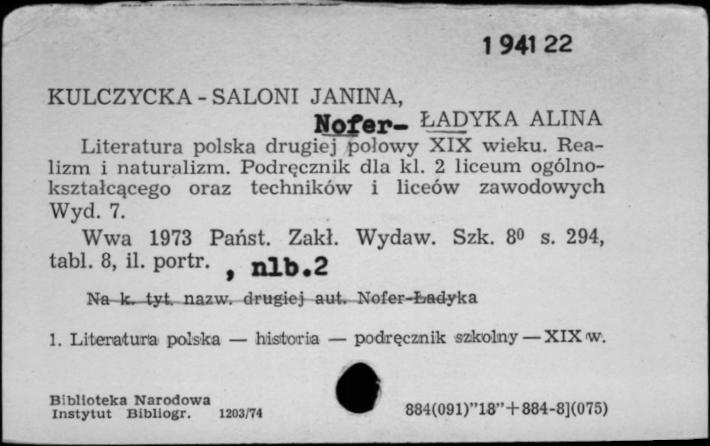 194122
KULCZYCKA - SALONI JANINA,
Nofer- ŁADYKA ALINA
Literatura polska drugiej połowy XIX wieku. Rea-
lizm i naturalizm. Podręcznik dla kl. 2 liceum ogólno-
kształcącego oraz techników i liceów zawodowych
Wyd. 7.
Wwa 1973 Państ. Zakł. Wydaw. Szk. 8⁰ s. 294,
tabl. 8, il. portr. , nlb.2
Na k. tyt. nazw. drugiej aut. Nofer-Ładyka
1. Literatura polska — historia — podręcznik szkolny — XIX w.
Biblioteka Narodowa
Instytut Bibliogr. 1203/74 884(091)”18”+884-8](075)